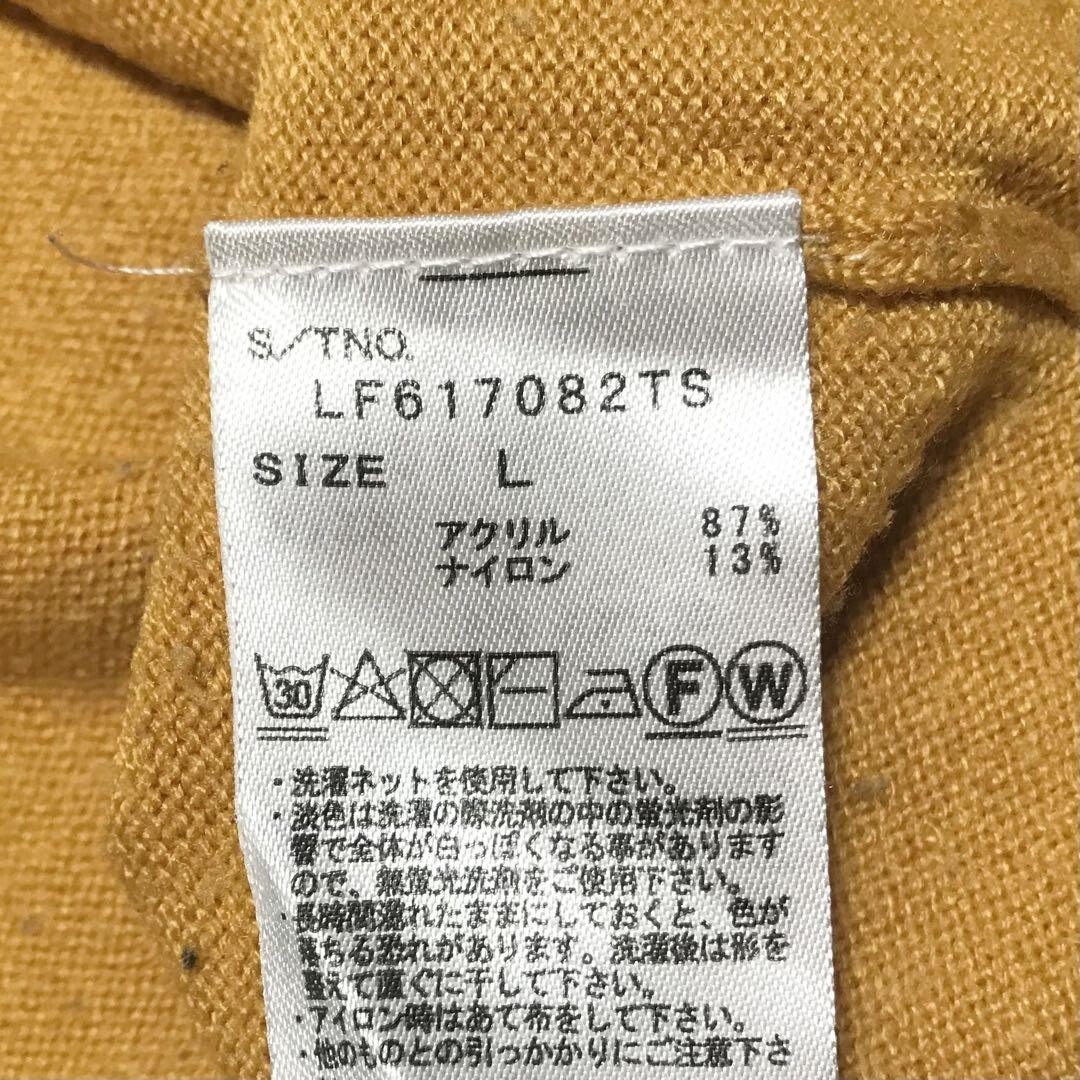 S/TNO.
LF617082TS
SIZE L
アクリル 87%
ナイロン 13%
30 F W
・洗濯ネットを使用して下さい。
・淡色は洗濯の際洗剤の中の蛍光剤の影
響で全体が白っぽくなる事があります
ので、無蛍光洗剤をご使用下さい。
・長時間濡れたままにしておくと、色が
落ちる恐れがあります。洗濯後は形を
整えて直ぐに干して下さい。
・アイロン時はあて布をして下さい。
・他のものとの引っかかりにご注意下さ